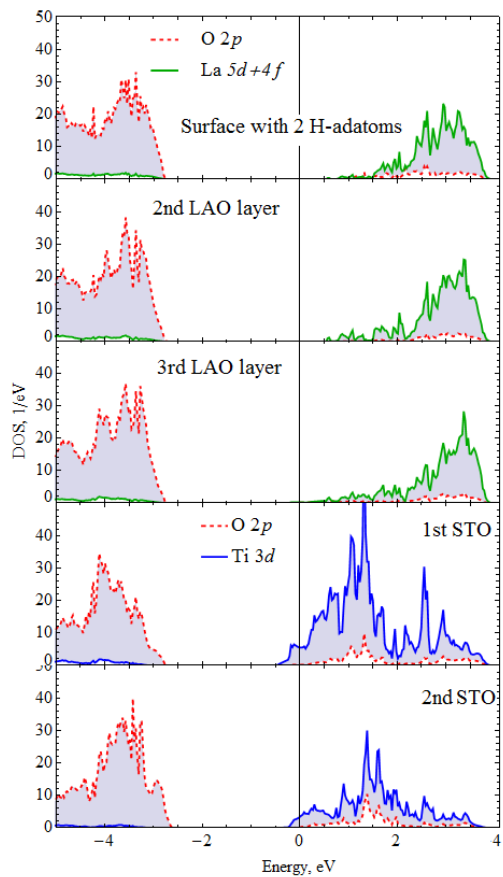 50
O 2p
40
La 5d+4f
30
20
Surface with 2 H-adatoms
10
0
2nd LAO layer
40
30
20
10
0
3rd LAO layer
40
30
20
10
0
O 2p
1st STO
40
Ti 3d
30
20
10
0
2nd STO
40
30
20
10
0
−4
−2
0
2
4
DOS, 1/eV
Energy, eV